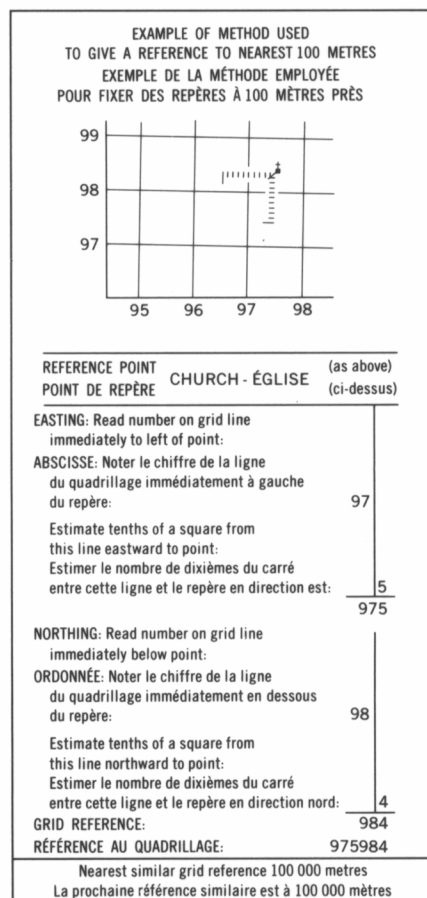 EXAMPLE OF METHOD USED
TO GIVE A REFERENCE TO NEAREST 100 METRES
EXEMPLE DE LA MÉTHODE EMPLOYÉE
POUR FIXER DES REPÈRES À 100 MÈTRES PRÈS
99
98
97
95 96 97 98
REFERENCE POINT
POINT DE REPÈRE
CHURCH - ÉGLISE
(as above)
(ci-dessus)
EASTING: Read number on grid line
immediately to left of point:
ABSCISSE: Noter le chiffre de la ligne
du quadrillage immédiatement à gauche
du repère: 97
Estimate tenths of a square from
this line eastward to point:
Estimer le nombre de dixièmes du carré
entre cette ligne et le repère en direction est: 5
975
NORTHING: Read number on grid line
immediately below point:
ORDONNÉE: Noter le chiffre de la ligne
du quadrillage immédiatement en dessous
du repère: 98
Estimate tenths of a square from
this line northward to point:
Estimer le nombre de dixièmes du carré
entre cette ligne et le repère en direction nord: 4
GRID REFERENCE: 984
RÉFÉRENCE AU QUADRILLAGE: 975984
Nearest similar grid reference 100 000 metres
La prochaine référence similaire est à 100 000 mètres